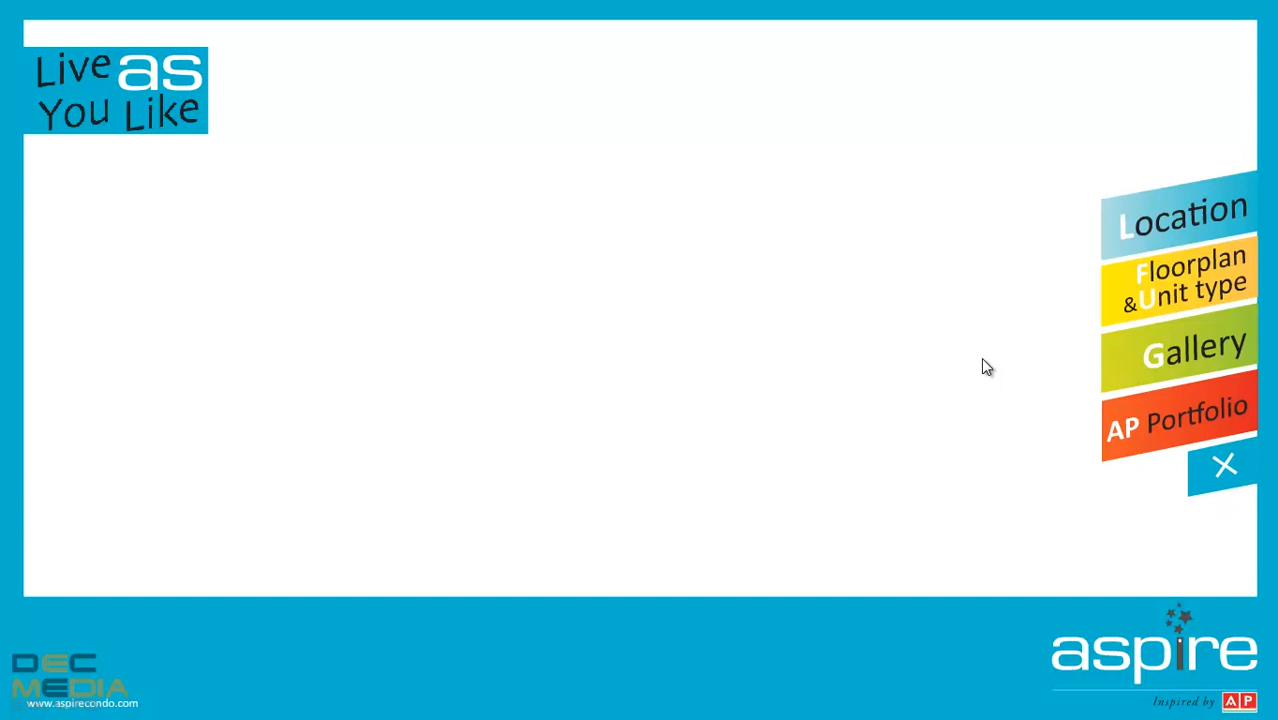 Live as
You Like
Location
Floorplan
& Unit type
Gallery
AP Portfolio
aspire
Inspired by AP
DEC
MEDIA
www.aspirecondo.com